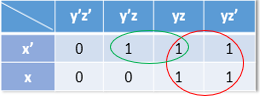 y’z’ y’z yz yz’
x’ 0 1 1 1
x 0 0 1 1